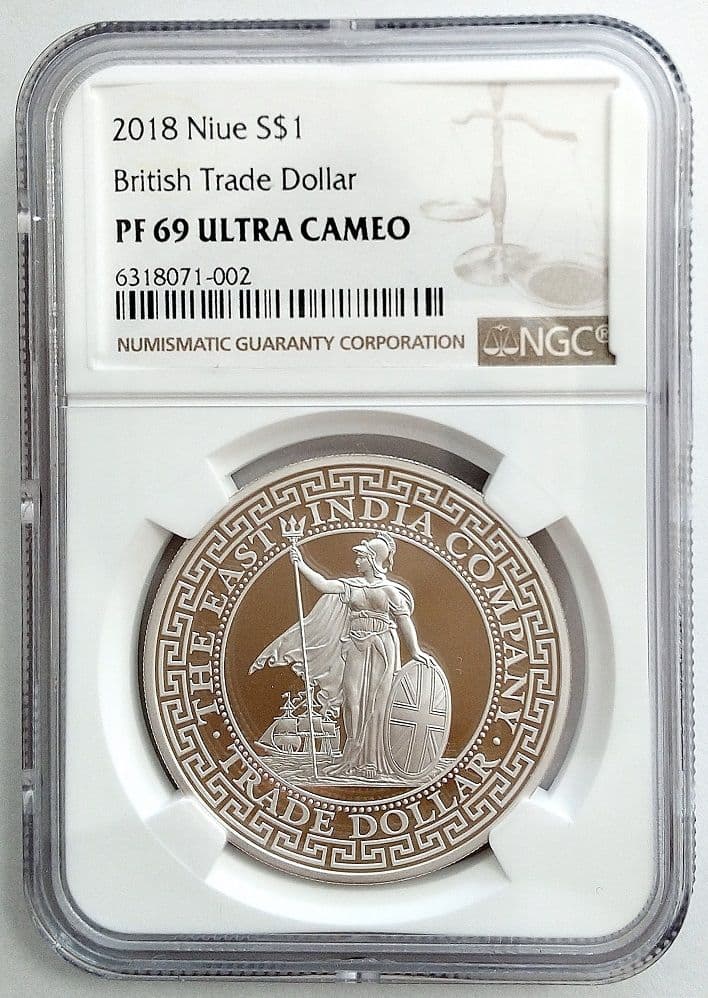 2018 Niue S$1
British Trade Dollar
PF 69 ULTRA CAMEO
6318071-002
NUMISMATIC GUARANTY CORPORATION
NGC®
· THE EAST INDIA COMPANY ·
TRADE DOLLAR